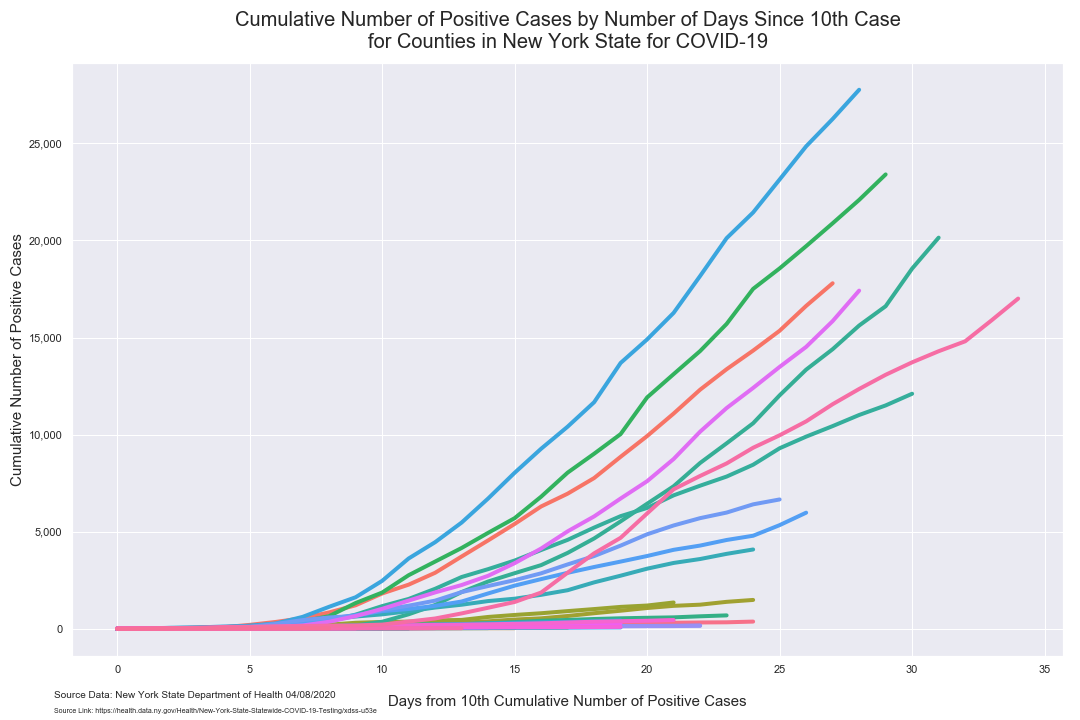 Cumulative Number of Positive Cases by Number of Days Since 10th Case
for Counties in New York State for COVID-19
Cumulative Number of Positive Cases
25,000
20,000
15,000
10,000
5,000
0
0 5 10 15 20 25 30 35
Days from 10th Cumulative Number of Positive Cases
Source Data: New York State Department of Health 04/08/2020
Source Link: https://health.data.ny.gov/Health/New-York-State-Statewide-COVID-19-Testing/xdss-u53e